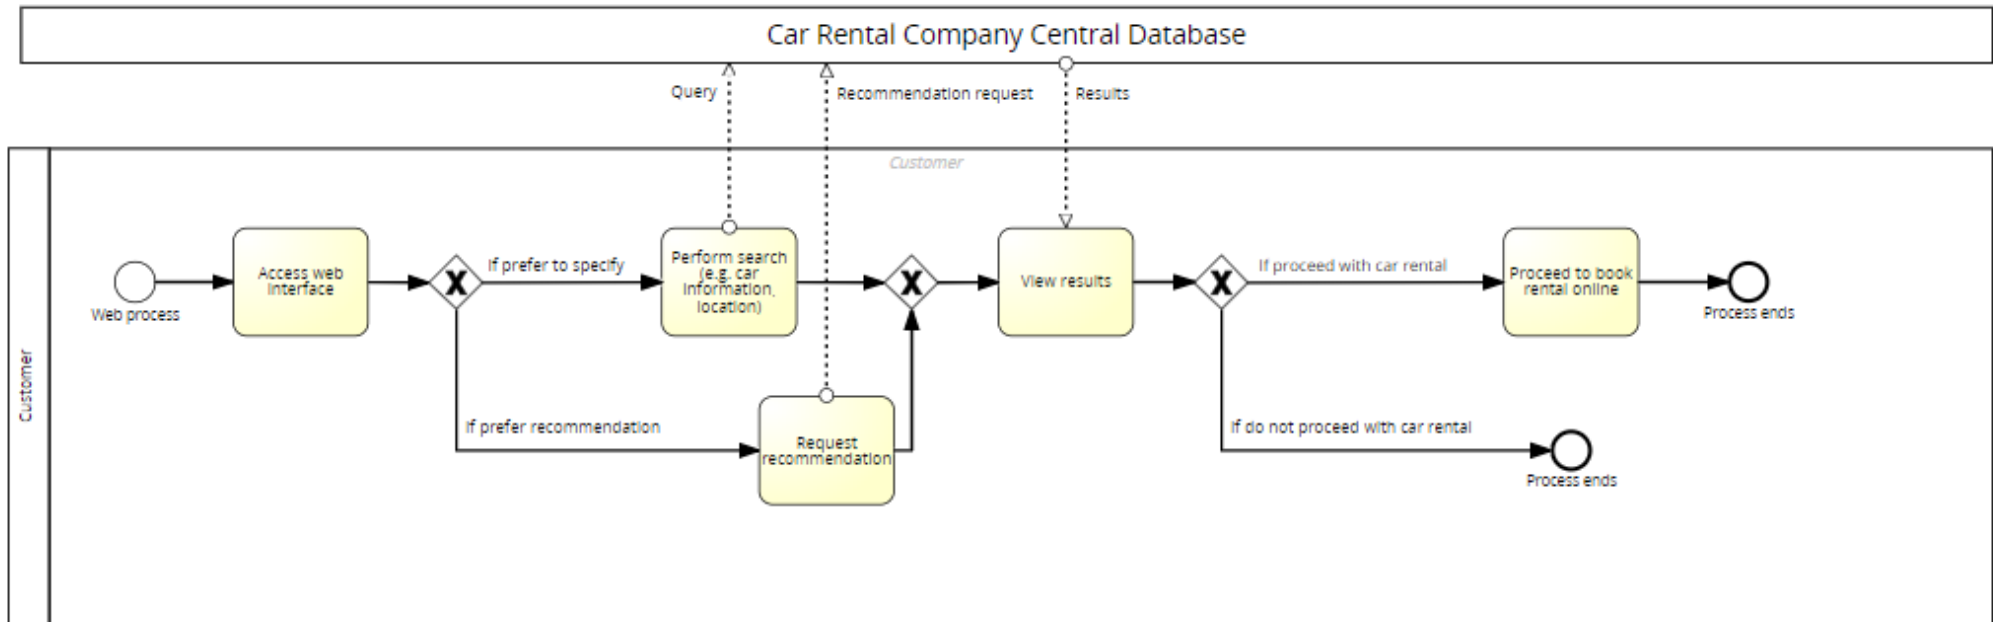 Car Rental Company Central Database
Query
Recommendation request
Results
Customer
Customer
Web process
Access web
interface
If prefer to specify
Perform search
(e.g. car
information,
location)
View results
If proceed with car rental
Proceed to book
rental online
Process ends
If prefer recommendation
Request
recommendation
If do not proceed with car rental
Process ends